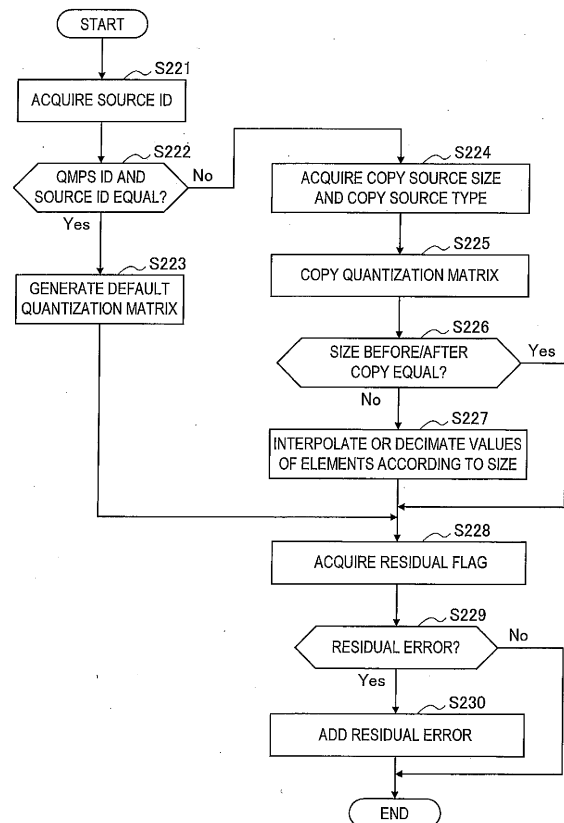 START
S221
ACQUIRE SOURCE ID
S222
QMPS ID AND
SOURCE ID EQUAL?
No
Yes
S223
GENERATE DEFAULT
QUANTIZATION MATRIX
S224
ACQUIRE COPY SOURCE SIZE
AND COPY SOURCE TYPE
S225
COPY QUANTIZATION MATRIX
S226
SIZE BEFORE/AFTER
COPY EQUAL?
Yes
No
S227
INTERPOLATE OR DECIMATE VALUES
OF ELEMENTS ACCORDING TO SIZE
S228
ACQUIRE RESIDUAL FLAG
S229
RESIDUAL ERROR?
No
Yes
S230
ADD RESIDUAL ERROR
END